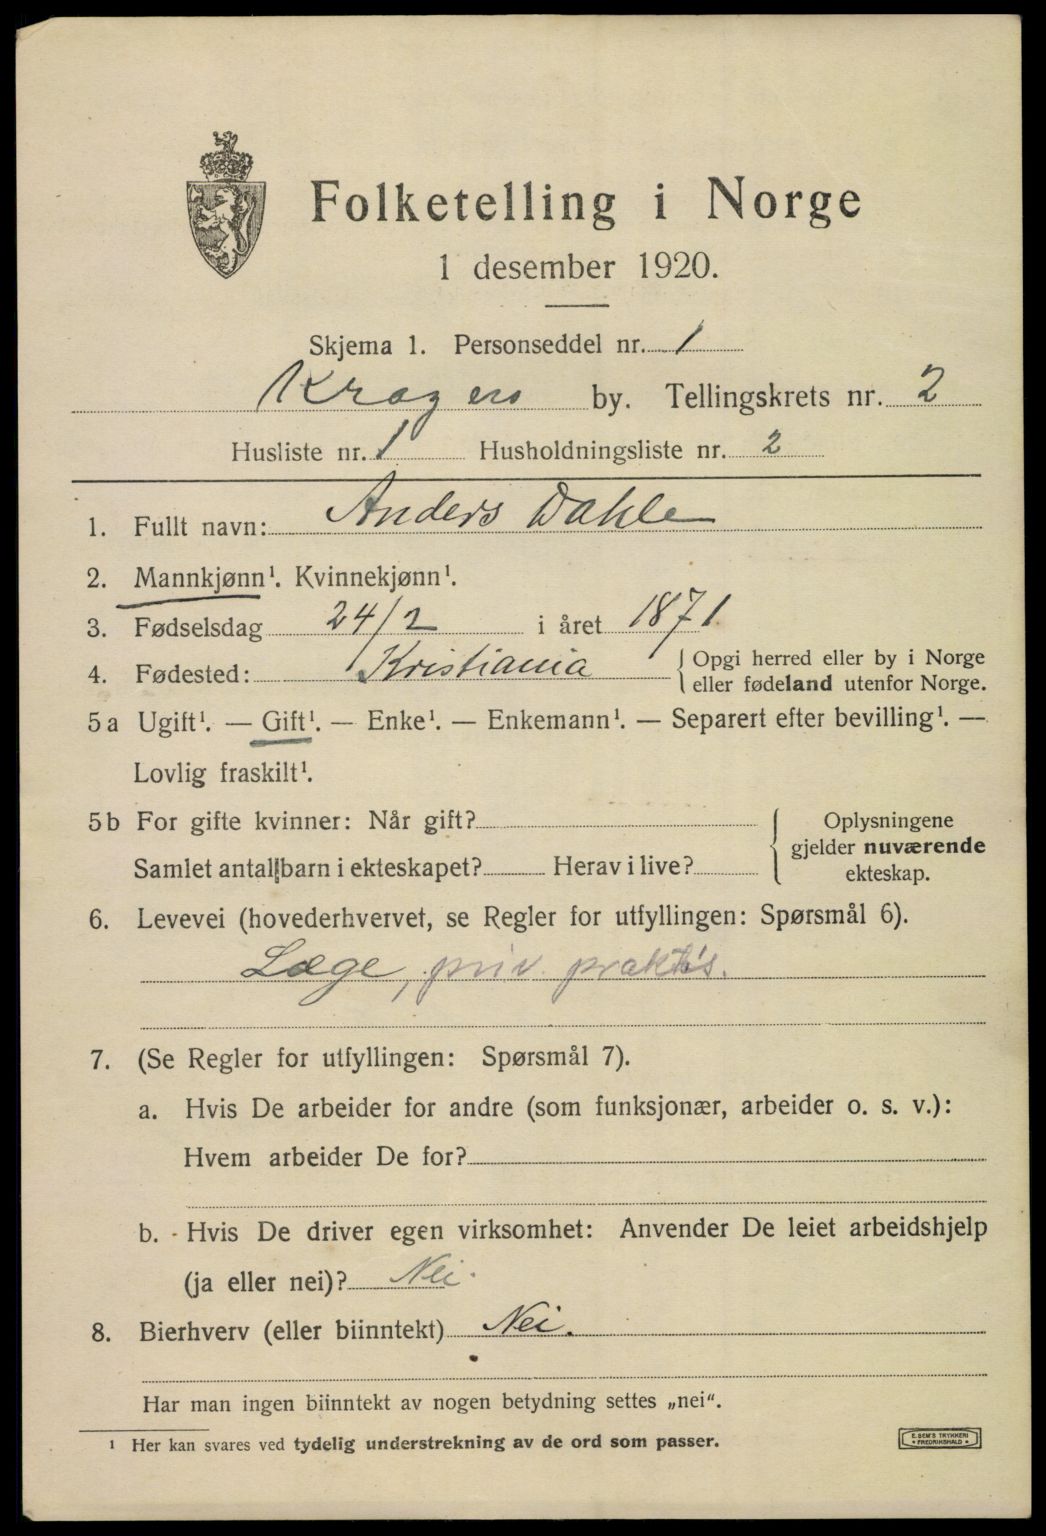 Folketelling i Norge
1 desember 1920.
Skjema 1. Personseddel nr. 1
Kragerø by. Tellingskrets nr. 2
Husliste nr. 1 Husholdningsliste nr. 2
1. Fullt navn: Anders Dahle
2. Mannkjønn¹. Kvinnekjønn¹.
3. Fødselsdag 24/2 i året 1871.
4. Fødested: Kristiania { Opgi herred eller by i Norge
eller fødeland utenfor Norge.
5a Ugift¹. — Gift¹. — Enke¹. — Enkemann¹. — Separert efter bevilling¹. —
Lovlig fraskilt¹.
5b For gifte kvinner: Når gift? { Oplysningene
gjelder nuværende
ekteskap.
Samlet antall barn i ekteskapet? Herav i live?
6. Levevei (hovederhvervet, se Regler for utfyllingen: Spørsmål 6).
Læge, priv. praktis.
7. (Se Regler for utfyllingen: Spørsmål 7).
a. Hvis De arbeider for andre (som funksjonær, arbeider o. s. v.):
Hvem arbeider De for?
b. Hvis De driver egen virksomhet: Anvender De leiet arbeidshjelp
(ja eller nei)? Nei.
8. Bierhverv (eller biinntekt) Nei.
Har man ingen biinntekt av nogen betydning settes „nei“.
¹ Her kan svares ved tydelig understrekning av de ord som passer.
E. SEM'S TRYKKERI
FREDRIKSHALD